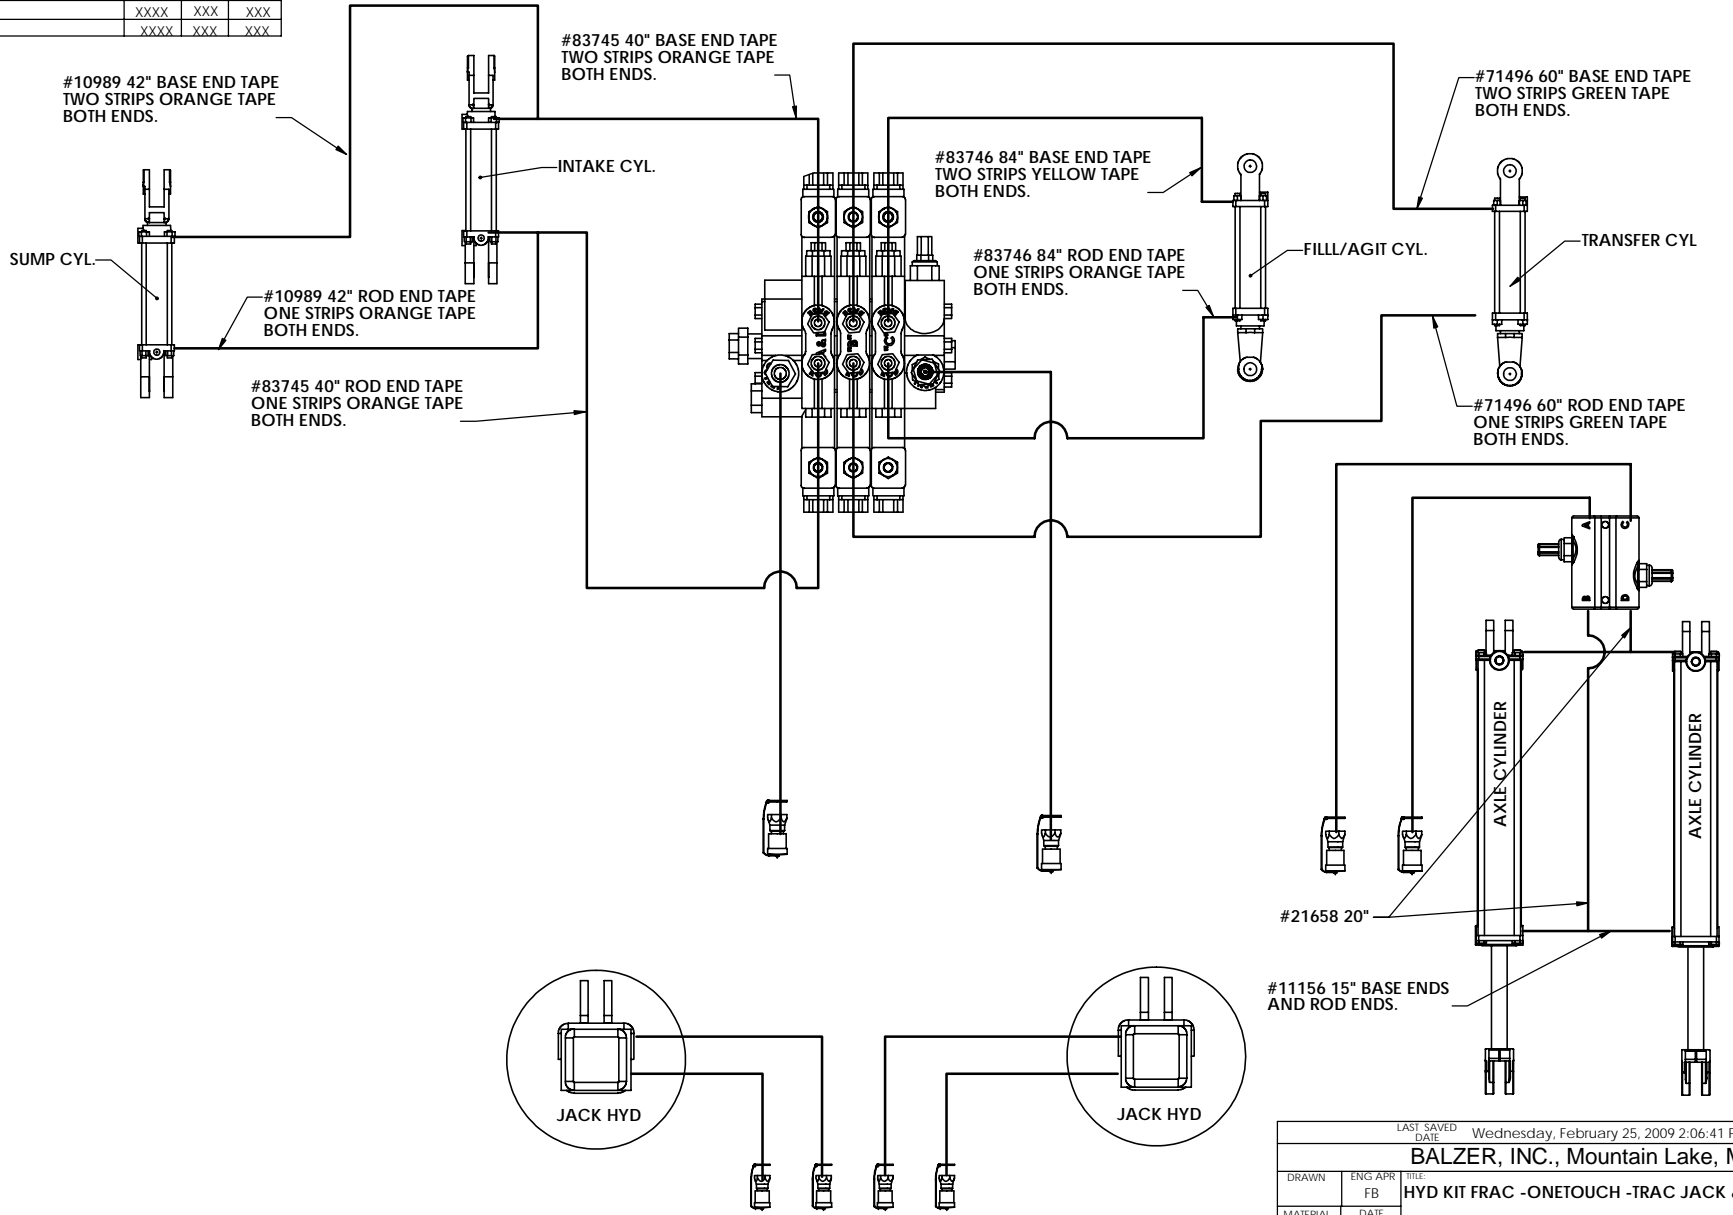 XXXX XXX XXX
XXXX XXX XXX
#10989 42" BASE END TAPE
TWO STRIPS ORANGE TAPE
BOTH ENDS.
#83745 40" BASE END TAPE
TWO STRIPS ORANGE TAPE
BOTH ENDS.
#71496 60" BASE END TAPE
TWO STRIPS GREEN TAPE
BOTH ENDS.
INTAKE CYL.
#83746 84" BASE END TAPE
TWO STRIPS YELLOW TAPE
BOTH ENDS.
SUMP CYL.
#83746 84" ROD END TAPE
ONE STRIPS ORANGE TAPE
BOTH ENDS.
FILLL/AGIT CYL.
TRANSFER CYL
#10989 42" ROD END TAPE
ONE STRIPS ORANGE TAPE
BOTH ENDS.
"B"
"C"
#83745 40" ROD END TAPE
ONE STRIPS ORANGE TAPE
BOTH ENDS.
#71496 60" ROD END TAPE
ONE STRIPS GREEN TAPE
BOTH ENDS.
A C
B D
AXLE CYLINDER
AXLE CYLINDER
#21658 20"
#11156 15" BASE ENDS
AND ROD ENDS.
JACK HYD
JACK HYD
LAST SAVED
DATE
Wednesday, February 25, 2009 2:06:41
BALZER, INC., Mountain Lake,
DRAWN ENG APR TITLE:
FB HYD KIT FRAC -ONETOUCH -TRAC JACK
MATERIAL DATE